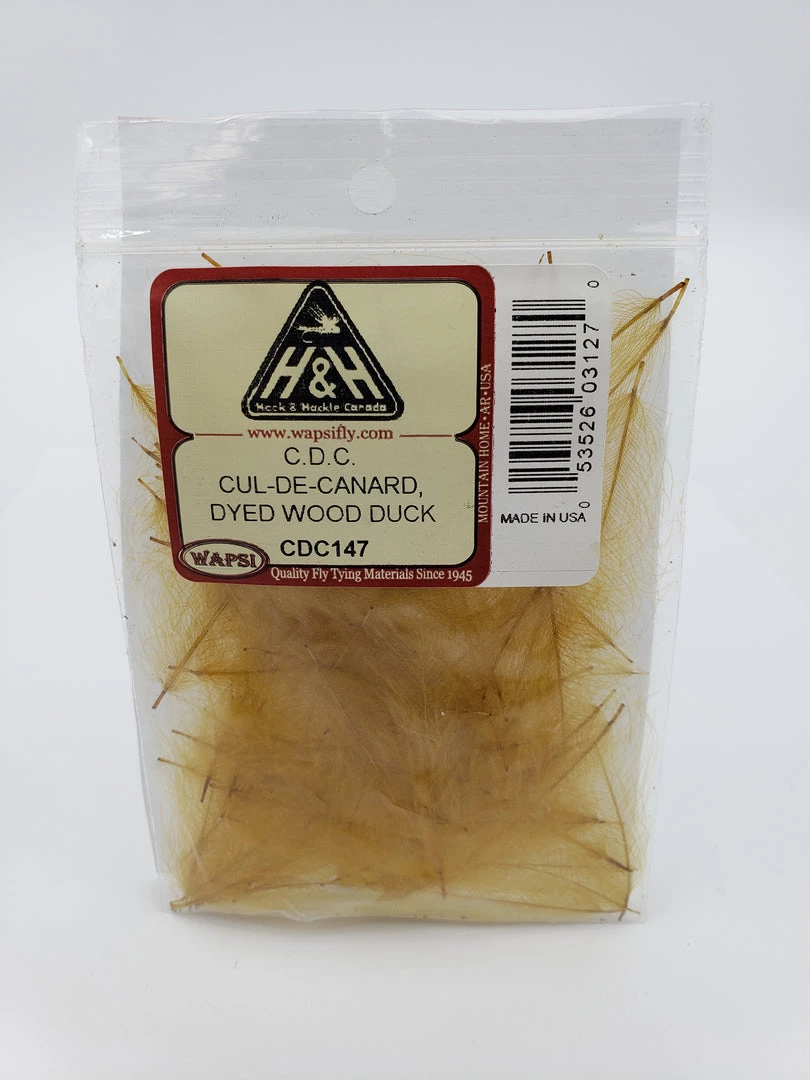 H&H
Hook & Hackle Canada
www.wapsifly.com
C.D.C.
CUL-DE-CANARD,
DYED WOOD DUCK
CDC147
WAPSI
Quality Fly Tying Materials Since 1945
MOUNTAIN HOME • AR • USA
0 53526 03127 0
MADE IN USA